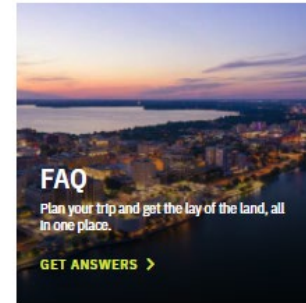 FAQ
Plan your trip and get the lay of the land, all
in one place.
GET ANSWERS >